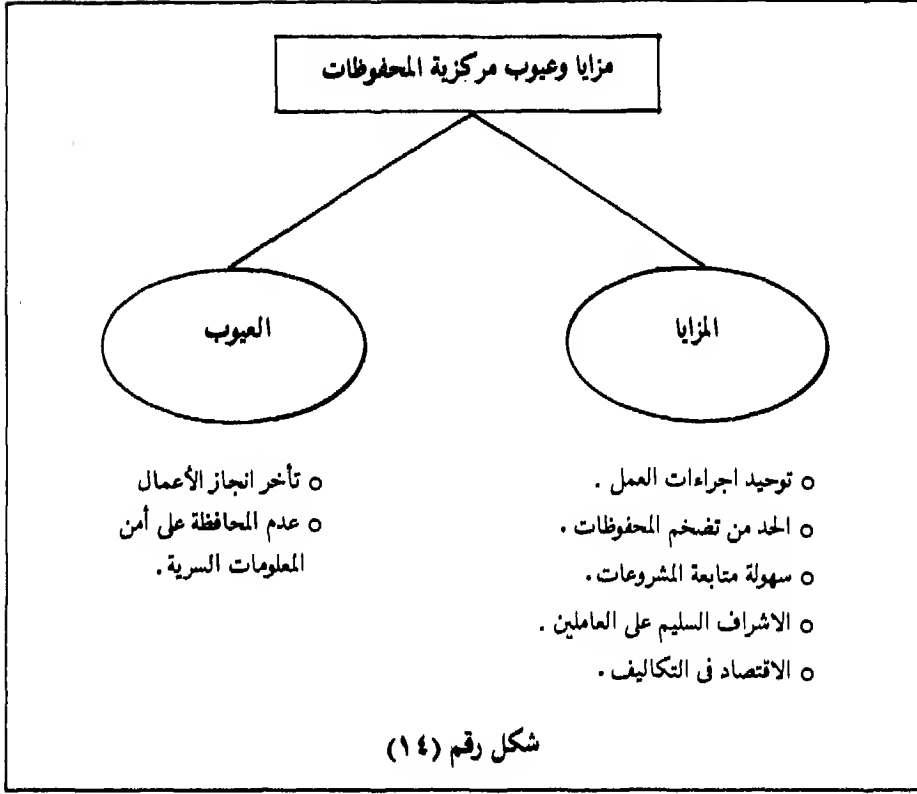 مزايا وعيوب مركزية المحفوظات
المزايا
○ توحيد اجراءات العمل .
○ الحد من تضخم المحفوظات .
○ سهولة متابعة المشروعات .
○ الاشراف السليم على العاملين .
○ الاقتصاد فى التكاليف .
العيوب
○ تأخر انجاز الأعمال
○ عدم المحافظة على أمن
المعلومات السرية .
شكل رقم (١٤)